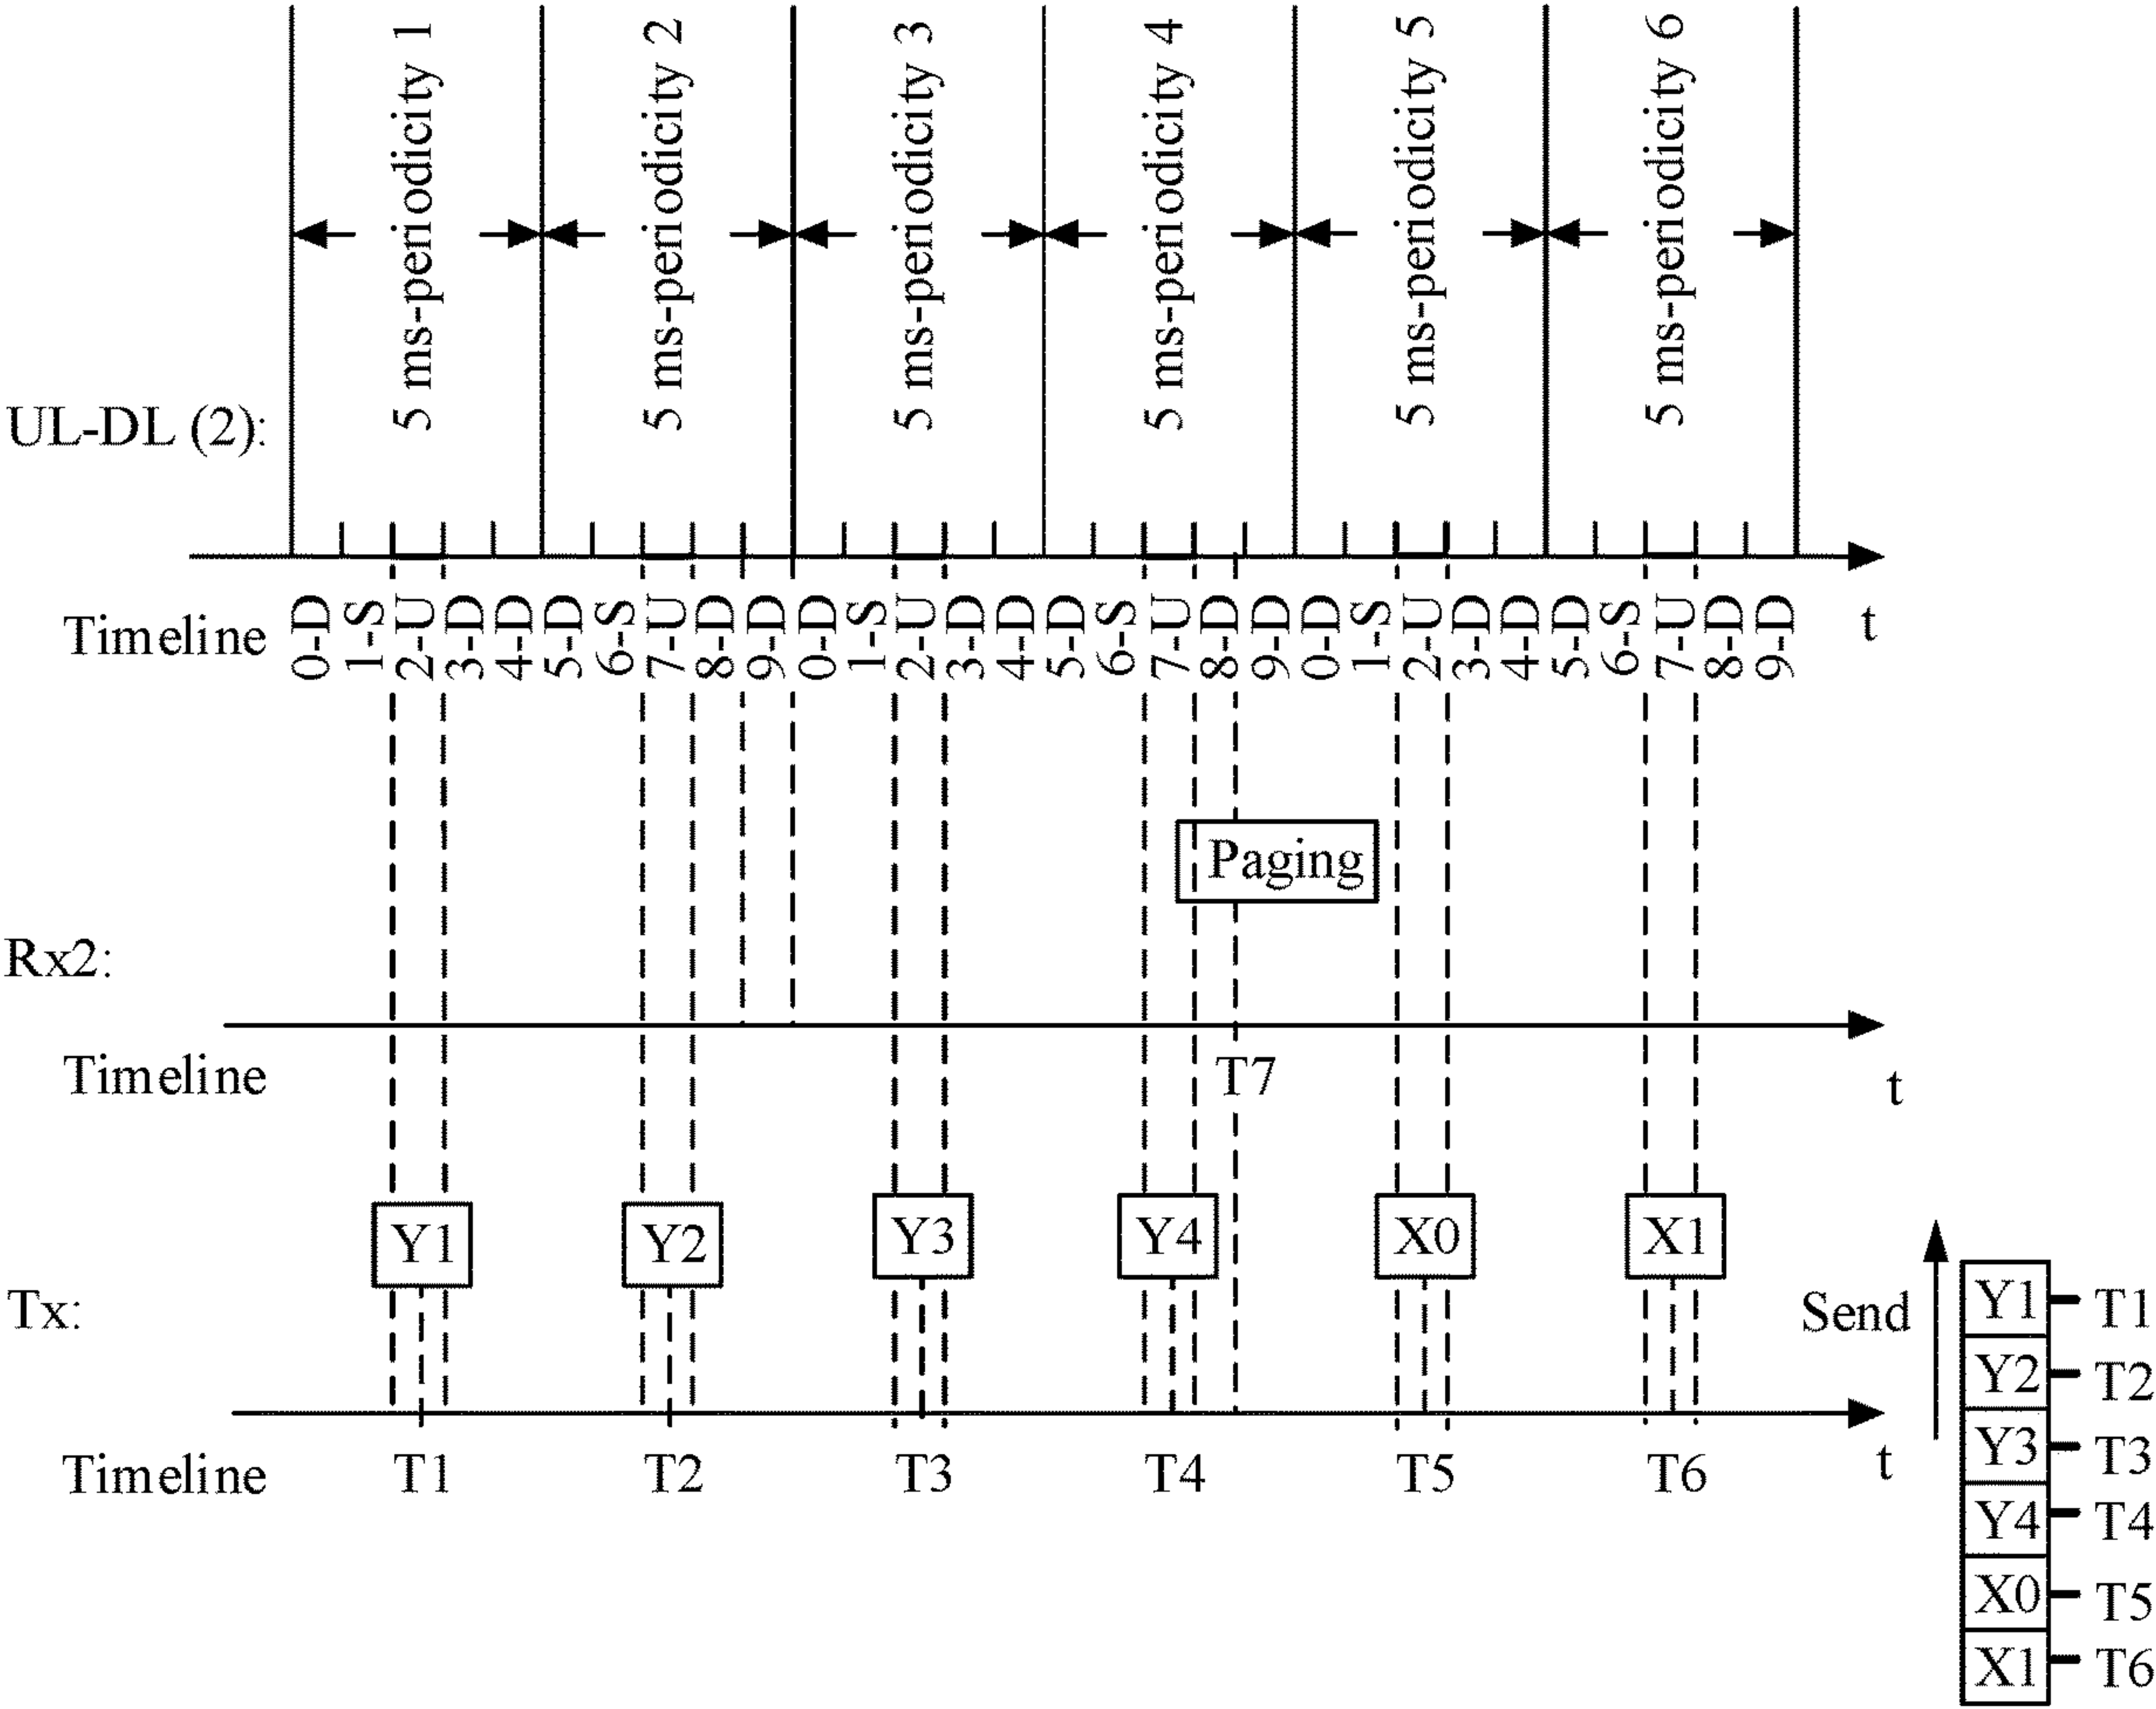 5 ms-periodicity 1
5 ms-periodicity 2
5 ms-periodicity 3
5 ms-periodicity 4
5 ms-periodicity 5
5 ms-periodicity 6
UL-DL (2):
0-D
1-S
2-U
3-D
4-D
5-D
6-S
7-U
8-D
9-D
0-D
1-S
2-U
3-D
4-D
5-D
6-S
7-U
8-D
9-D
0-D
1-S
2-U
3-D
4-D
5-D
6-S
7-U
8-D
9-D
Timeline
t
Paging
Rx2:
Timeline
T7
t
Y1
Y2
Y3
Y4
X0
X1
Tx:
Timeline
T1
T2
T3
T4
T5
T6
t
Send
Y1 T1
Y2 T2
Y3 T3
Y4 T4
X0 T5
X1 T6